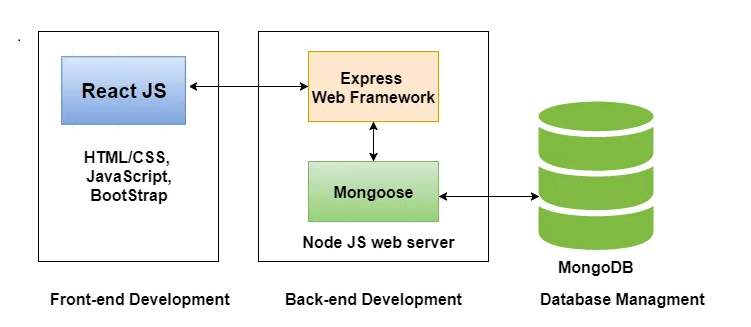 React JS
HTML/CSS,
JavaScript,
BootStrap
Express
Web Framework
Mongoose
Node JS web server
MongoDB
Front-end Development
Back-end Development
Database Managment